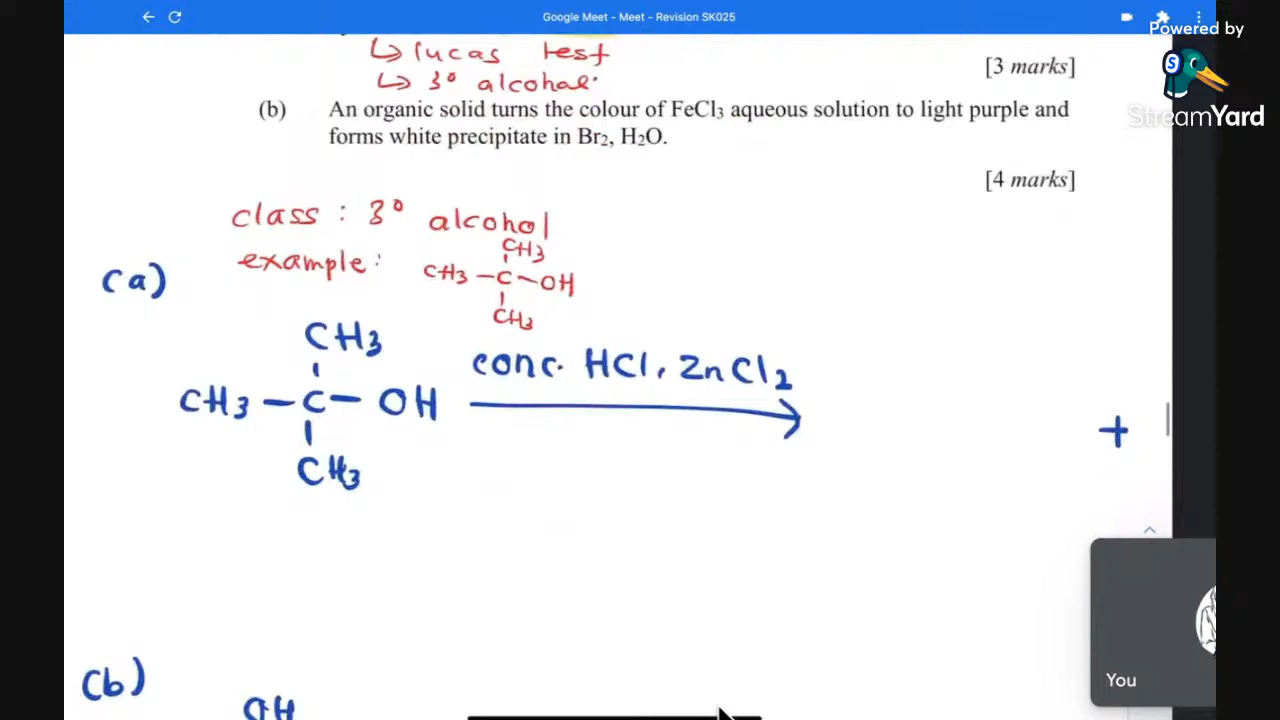 Google Meet - Meet - Revision SK025
Powered by
StreamYard
↳ lucas test
[3 marks]
↳ 3° alcohol
(b) An organic solid turns the colour of FeCl3 aqueous solution to light purple and
forms white precipitate in Br2, H2O.
[4 marks]
class : 3° alcohol
example:
CH3
CH3 - C - OH
CH3
(a)
CH3
conc. HCl, ZnCl2
CH3 - C - OH
+
CH3
(b)
OH
You